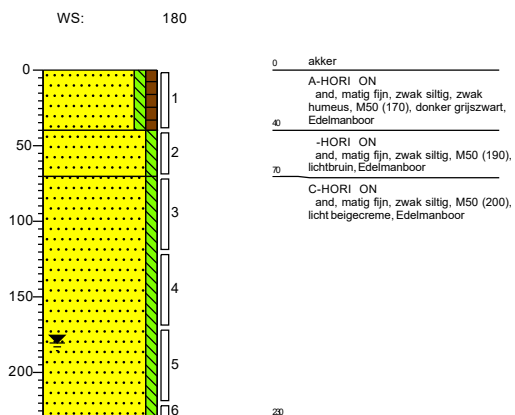 WS: 180
0 akker
A-HORI ON
and, matig fijn, zwak siltig, zwak
humeus, M50 (170), donker grijszwart,
Edelmanboor
40
-HORI ON
and, matig fijn, zwak siltig, M50 (190),
lichtbruin, Edelmanboor
70
C-HORI ON
and, matig fijn, zwak siltig, M50 (200),
licht beigecreme, Edelmanboor
230
0
50
100
150
200
1
2
3
4
5
6